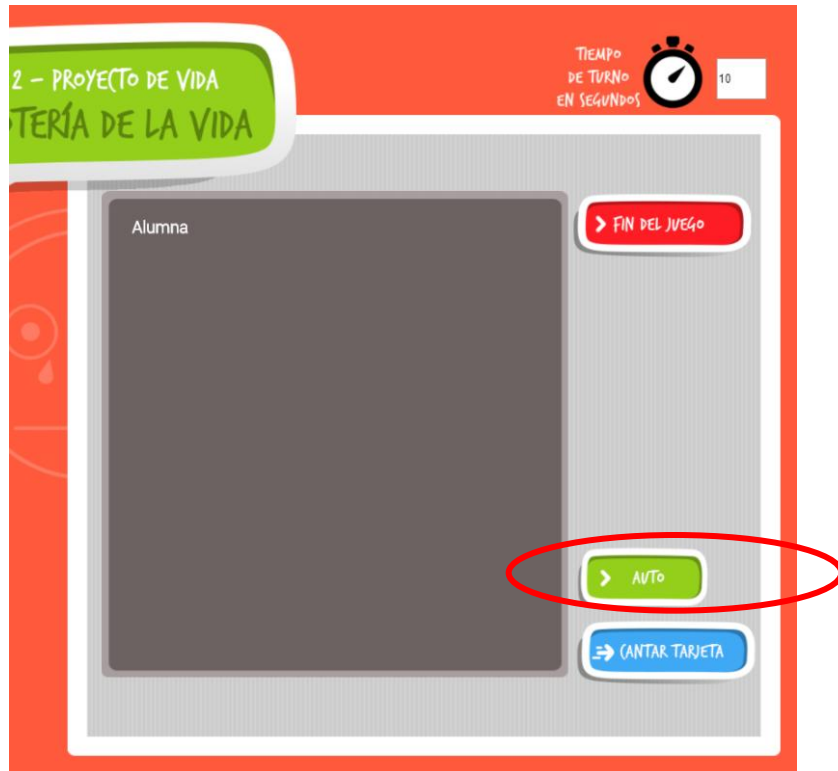 2 – PROYECTO DE VIDA
TERÍA DE LA VIDA
TIEMPO
DE TURNO
EN SEGUNDOS
10
Alumna
FIN DEL JUEGO
AUTO
CANTAR TARJETA